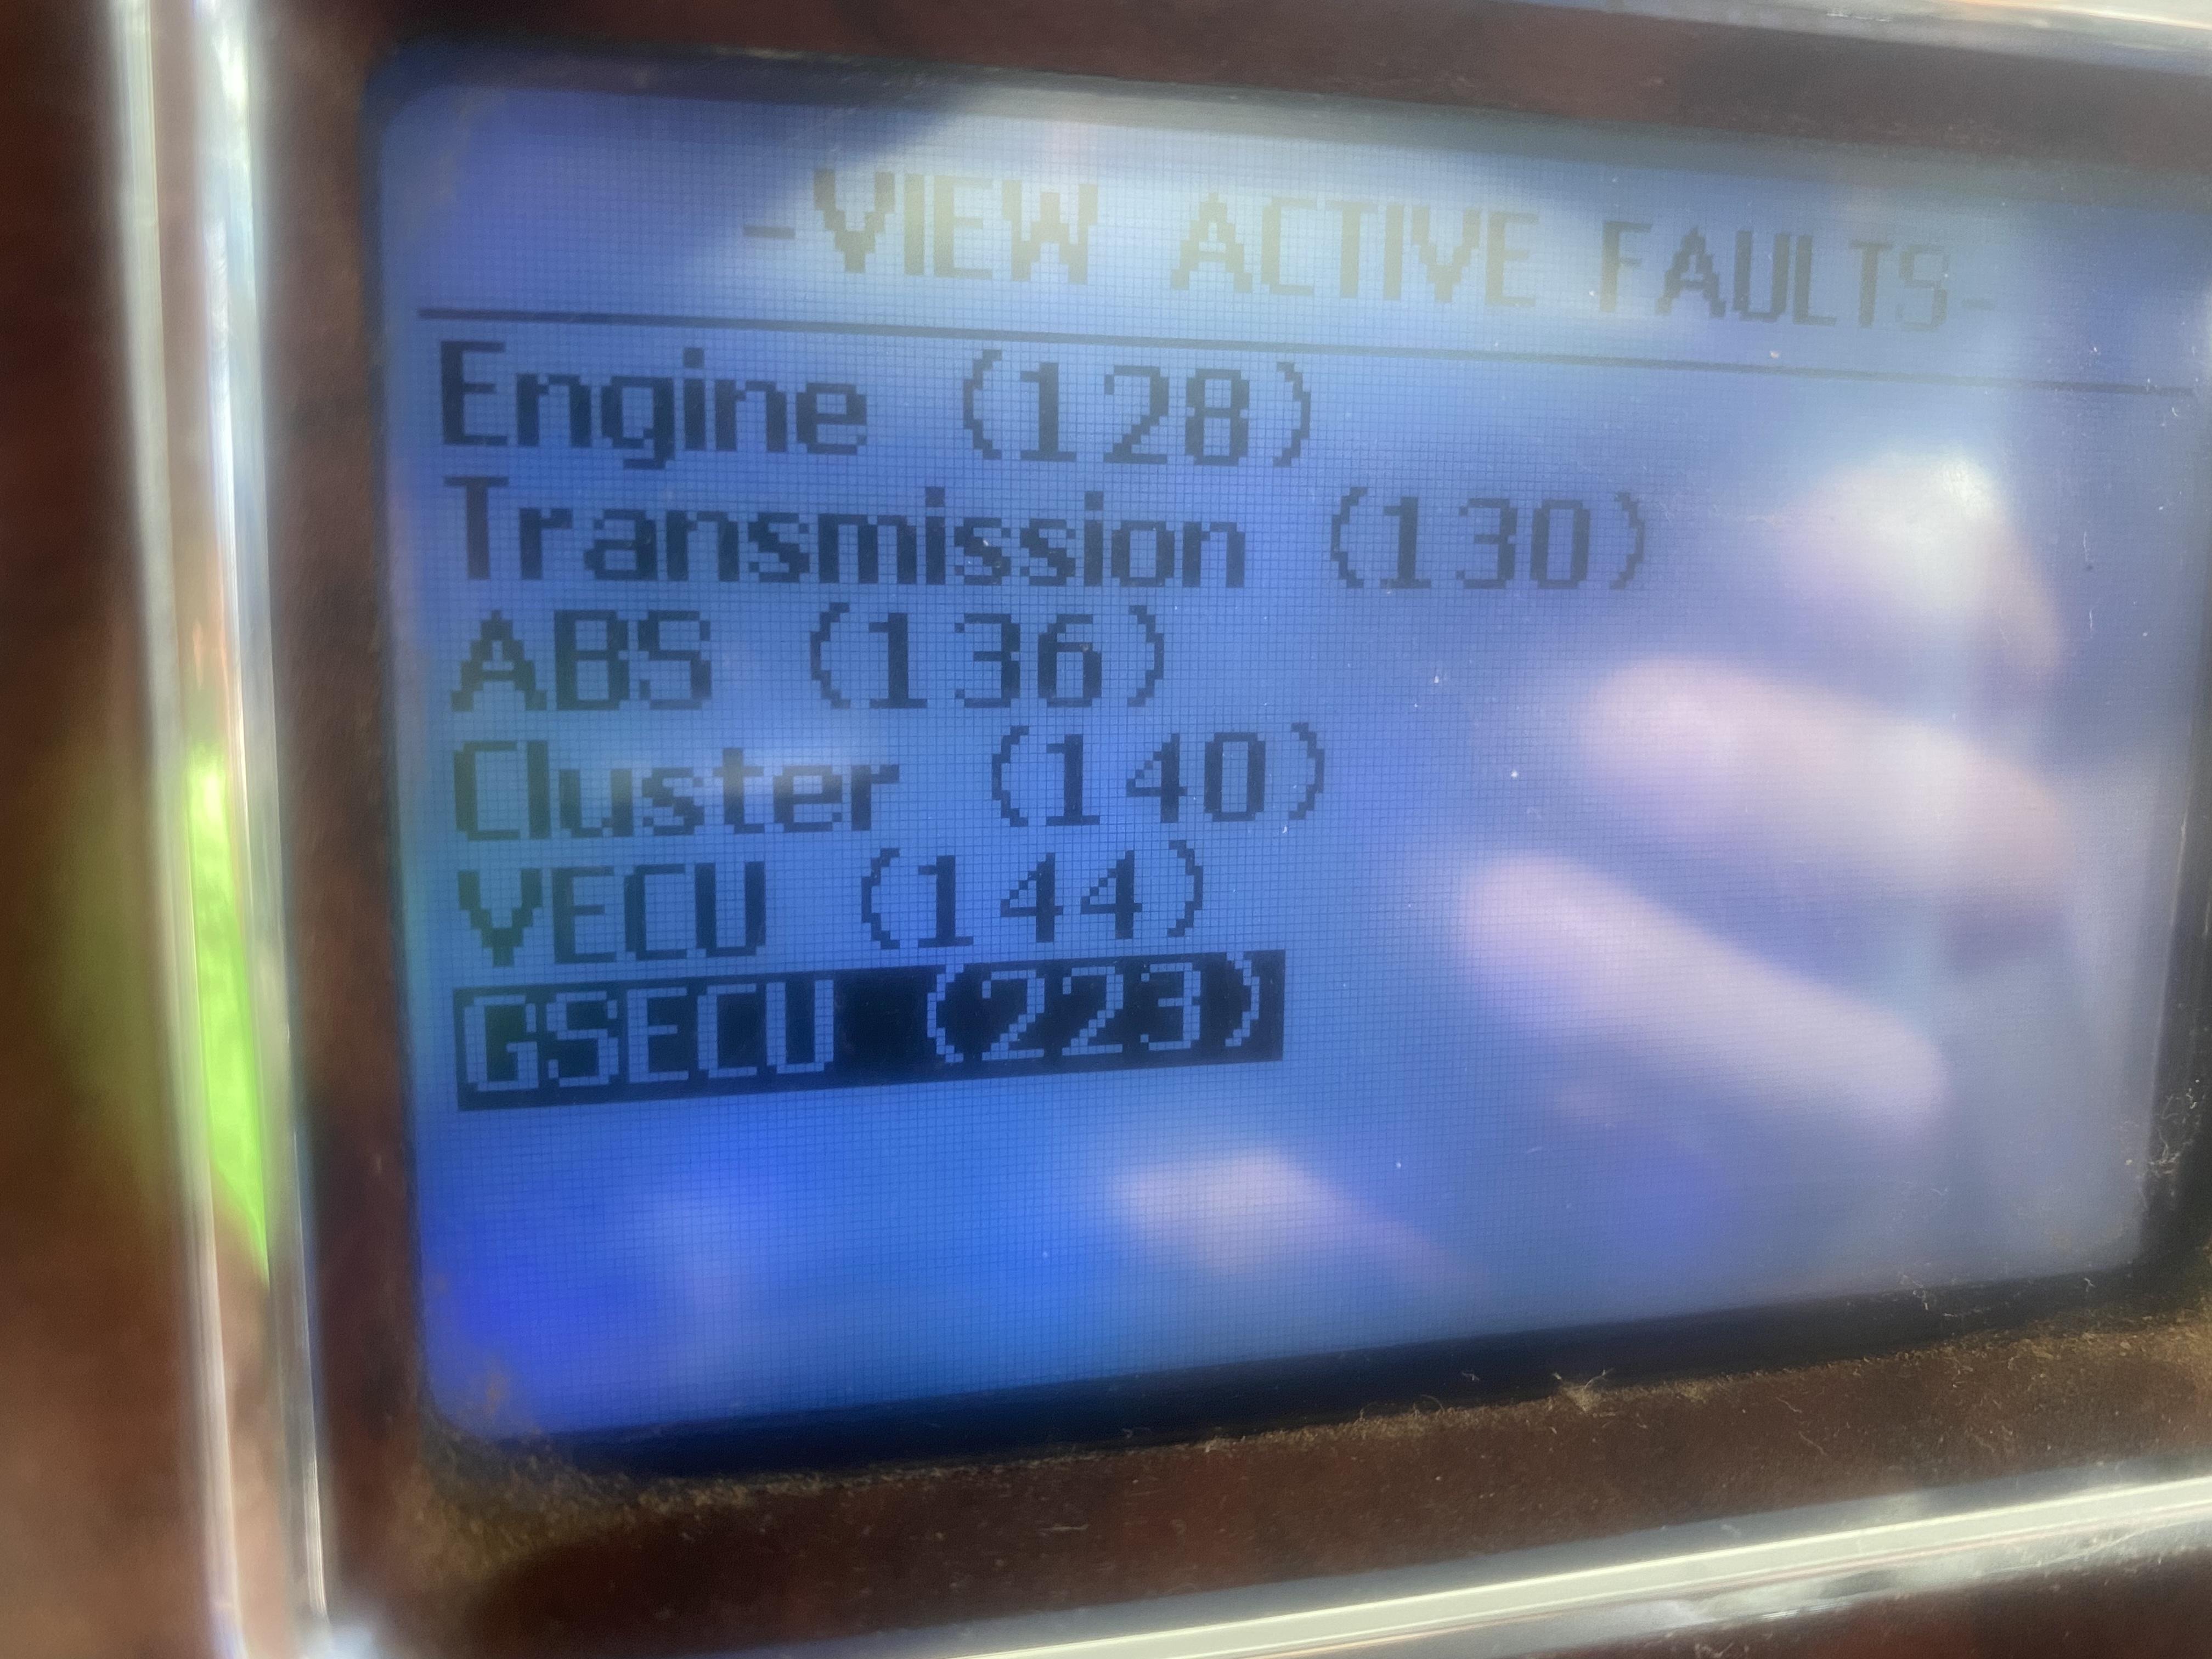 -VIEW ACTIVE FAULTS-
Engine (128)
Transmission (130)
ABS (136)
Cluster (140)
VECU (144)
GSECU (223)